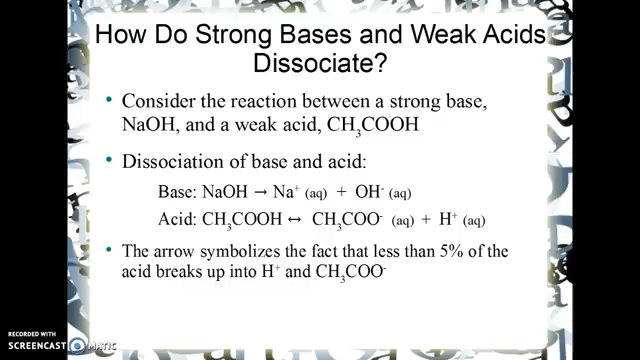 How Do Strong Bases and Weak Acids
Dissociate?
• Consider the reaction between a strong base,
NaOH, and a weak acid, CH₃COOH
• Dissociation of base and acid:
Base: NaOH → Na⁺ (aq) + OH⁻ (aq)
Acid: CH₃COOH ↔ CH₃COO⁻ (aq) + H⁺ (aq)
• The arrow symbolizes the fact that less than 5% of the
acid breaks up into H⁺ and CH₃COO⁻
RECORDED WITH
SCREENCAST MATIC